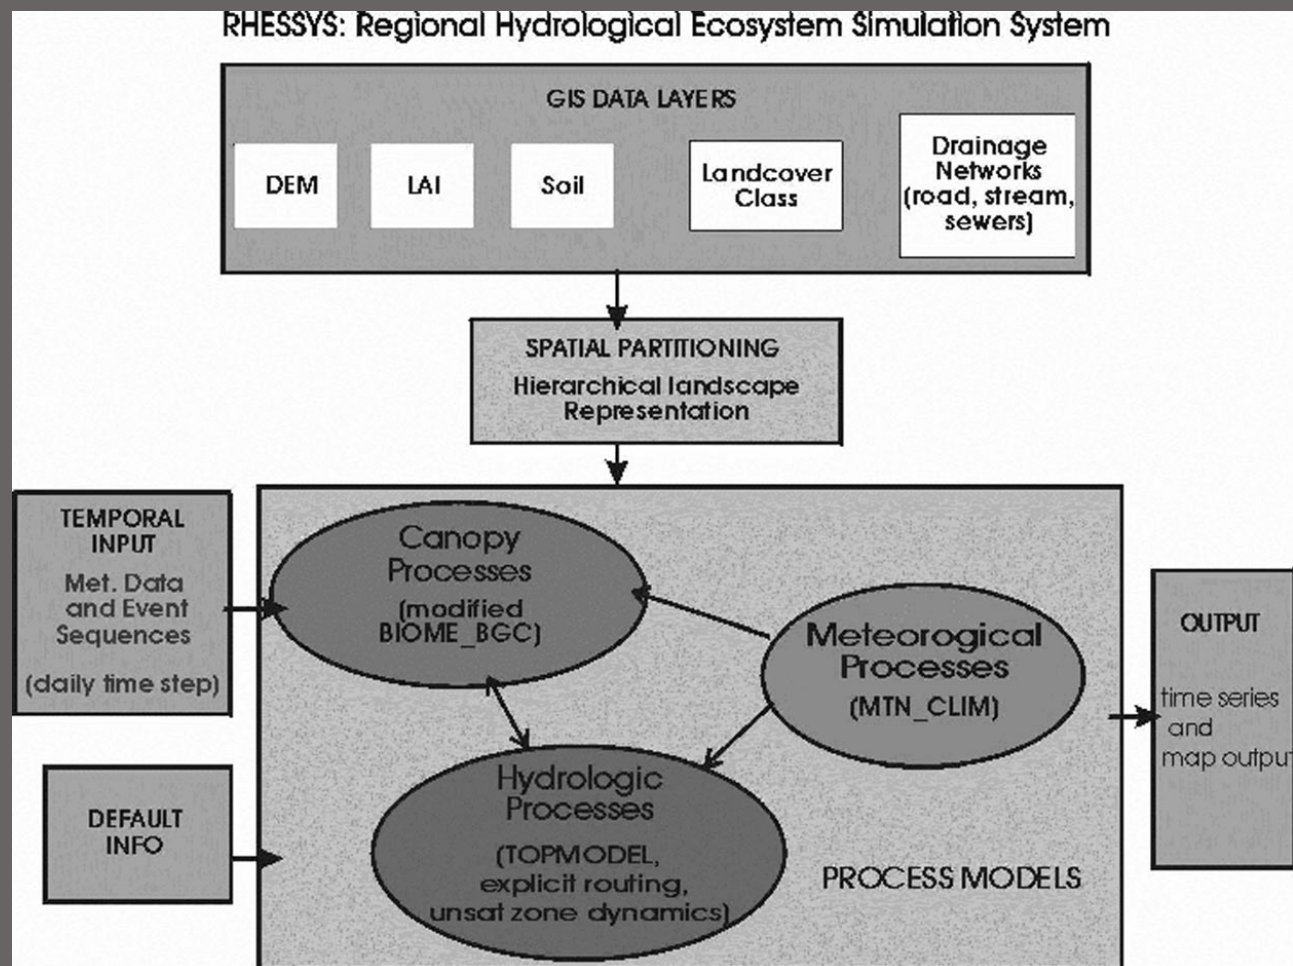 RHESSYS: Regional Hydrological Ecosystem Simulation System
GIS DATA LAYERS
DEM
LAI
Soil
Landcover
Class
Drainage
Networks
(road, stream,
sewers)
SPATIAL PARTITIONING
Hierarchical landscape
Representation
TEMPORAL
INPUT
Met. Data
and Event
Sequences
(daily time step)
DEFAULT
INFO
Canopy
Processes
(modified
BIOME_BGC)
Meteorogical
Processes
(MTN_CLIM)
Hydrologic
Processes
(TOPMODEL,
explicit routing,
unsat zone dynamics)
PROCESS MODELS
OUTPUT
time series
and
map output